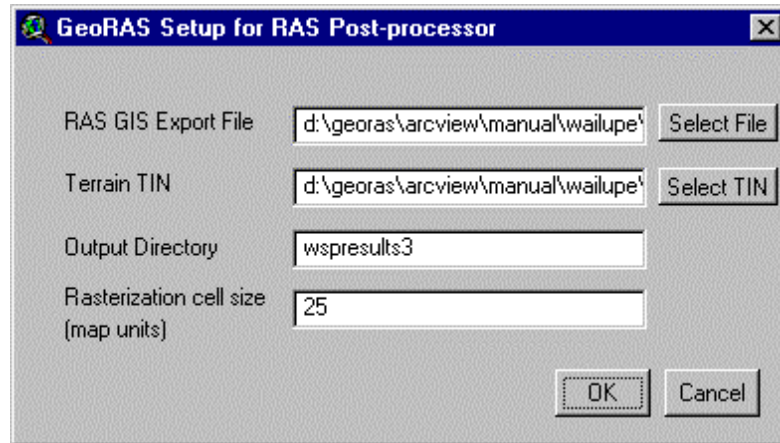 GeoRAS Setup for RAS Post-processor
RAS GIS Export File d:\georas\arcview\manual\wailupe\ Select File
Terrain TIN d:\georas\arcview\manual\wailupe\ Select TIN
Output Directory wspresults3
Rasterization cell size (map units) 25
OK Cancel